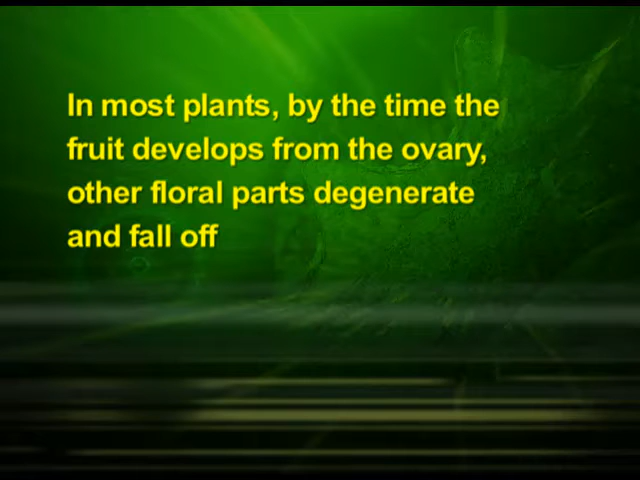 In most plants, by the time the
fruit develops from the ovary,
other floral parts degenerate
and fall off